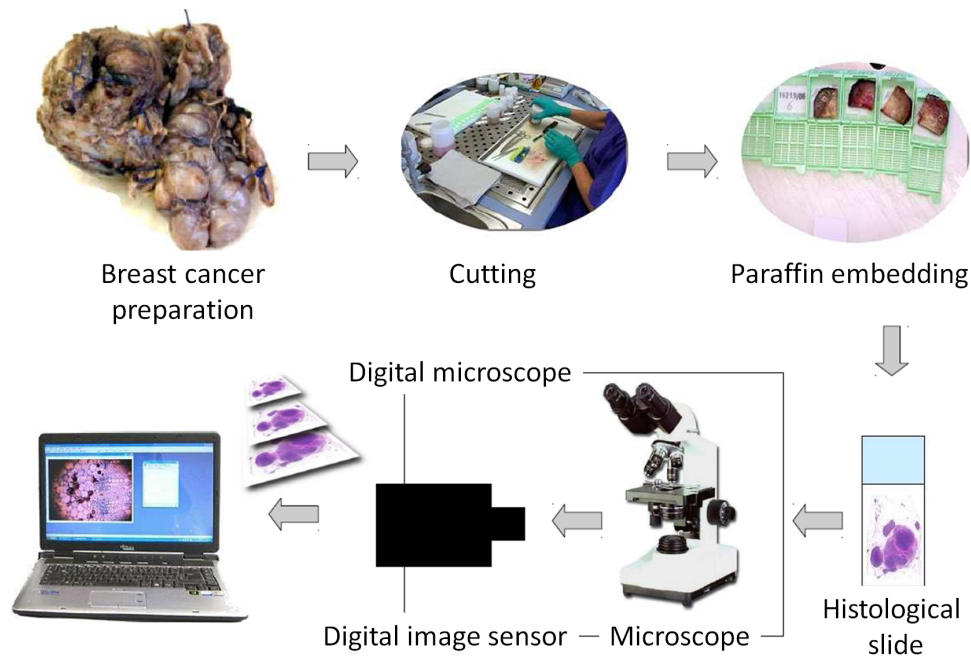 Breast cancer
preparation
Cutting
Paraffin embedding
Digital microscope
Digital image sensor
Microscope
Histological
slide